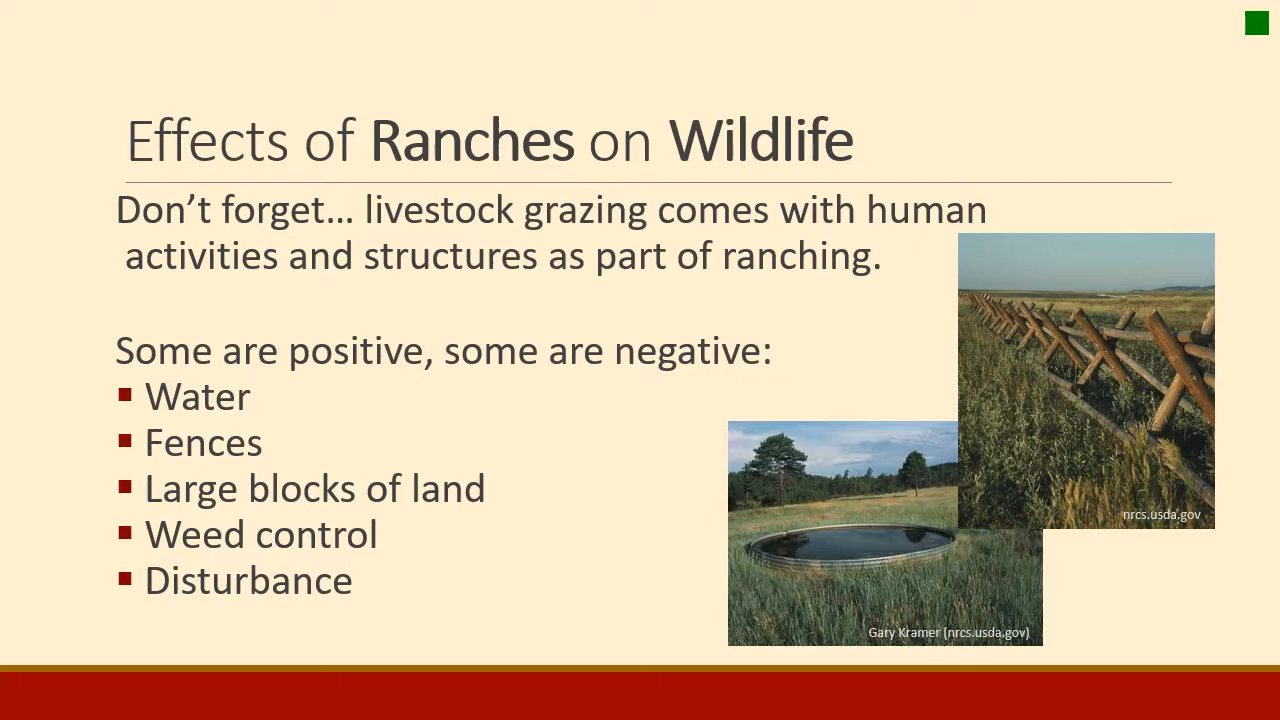 Effects of Ranches on Wildlife
Don’t forget… livestock grazing comes with human
activities and structures as part of ranching.
Some are positive, some are negative:
▪ Water
▪ Fences
▪ Large blocks of land
▪ Weed control
▪ Disturbance
nrcs.usda.gov
Gary Kramer (nrcs.usda.gov)